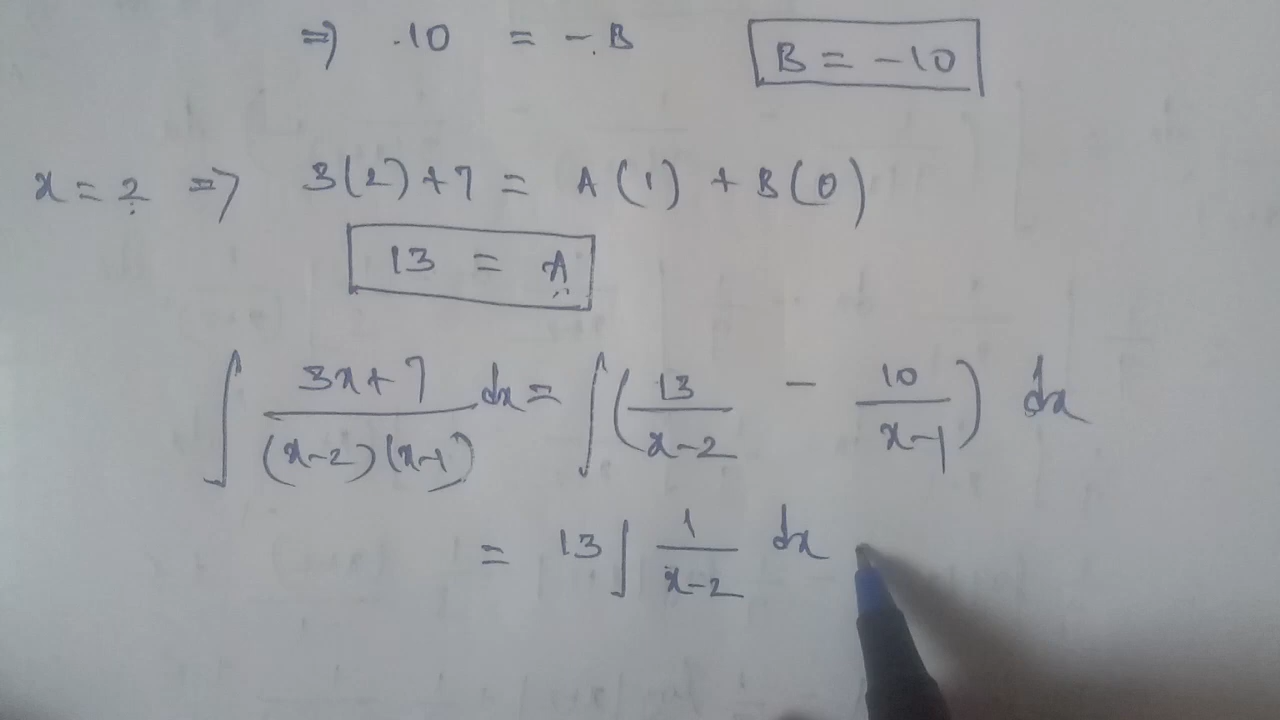 ⇒ .10 = -.B B = -10
x = 2 ⇒ 3(2)+7 = A(1) + B(0)
13 = A
∫ (3x+7)/((x-2)(x-1)) dx = ∫ (13/(x-2) - 10/(x-1)) dx
= 13 ∫ 1/(x-2) dx